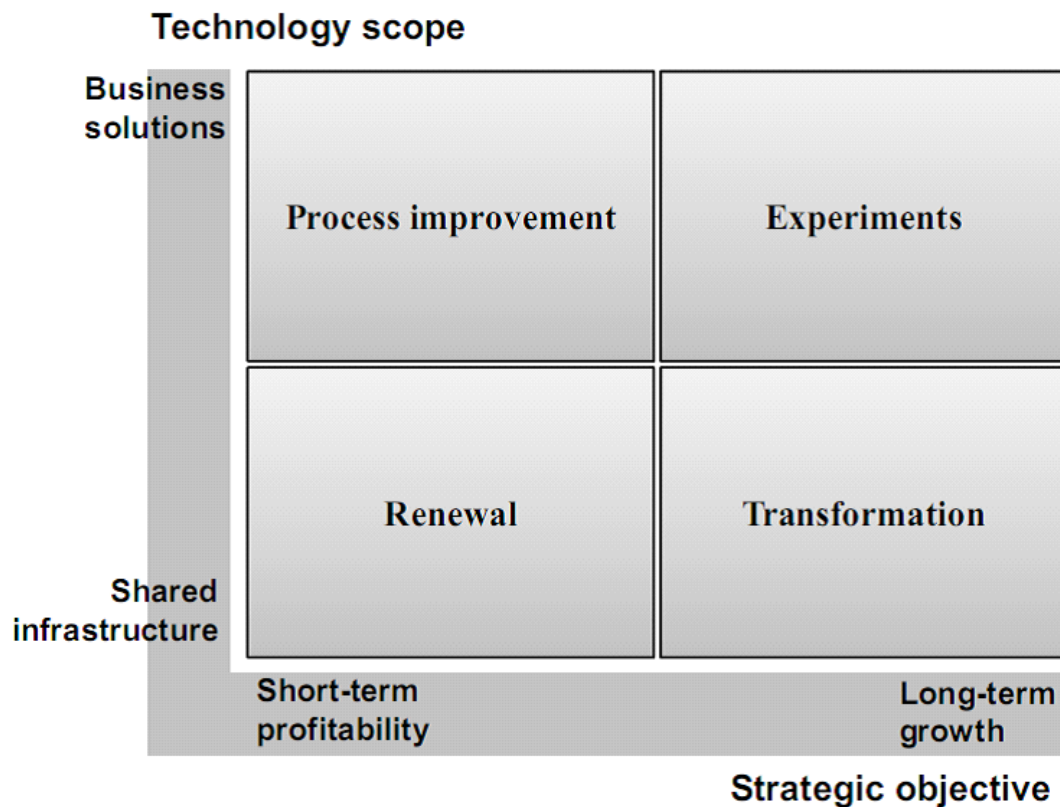 Technology scope
Business
solutions
Process improvement
Experiments
Renewal
Transformation
Shared
infrastructure
Short-term
profitability
Long-term
growth
Strategic objective